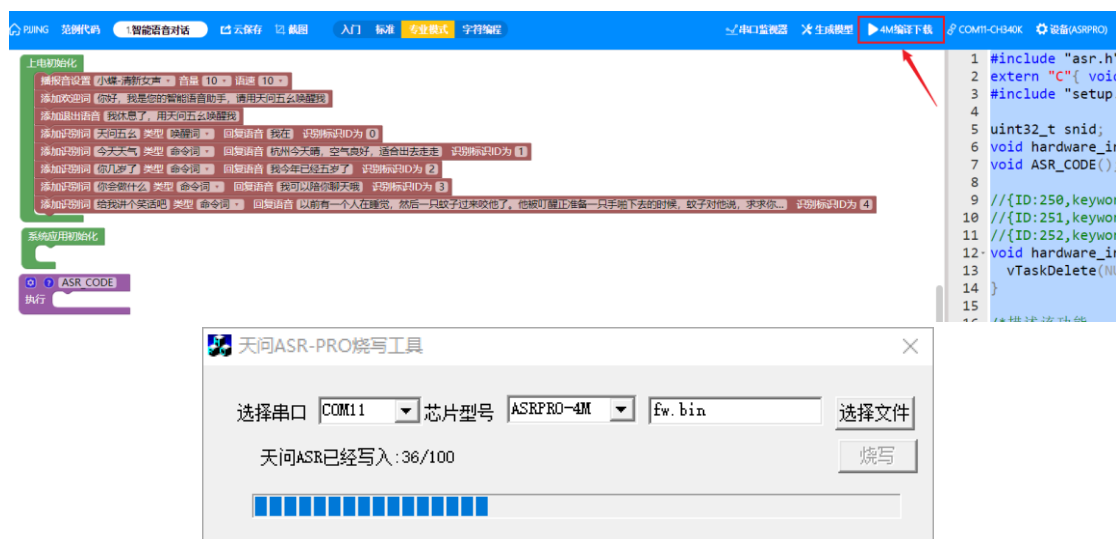 PJING 范例代码 1.智能语音对话 云保存 截图 入门 标准 专业模式 字符编程 串口监视器 生成模型 4M编译下载 COM11-CH340K 设备(ASRPRO)
上电初始化
播报音设置 小蝶-清新女声 音量 10 语速 10
添加欢迎词 你好，我是您的智能语音助手，请用天问五幺唤醒我
添加退出语音 我休息了，用天问五幺唤醒我
添加识别词 天问五幺 类型 唤醒词 回复语音 我在 识别标识ID为 0
添加识别词 今天天气 类型 命令词 回复语音 杭州今天晴，空气良好，适合出去走走 识别标识ID为 1
添加识别词 你几岁了 类型 命令词 回复语音 我今年已经五岁了 识别标识ID为 2
添加识别词 你会做什么 类型 命令词 回复语音 我可以陪你聊天哦 识别标识ID为 3
添加识别词 给我讲个笑话吧 类型 命令词 回复语音 以前有一个人在睡觉，然后一只蚊子过来咬他了。他被叮醒正准备一只手啪下去的时候，蚊子对他说，求求你... 识别标识ID为 4
系统应用初始化
ASR_CODE
执行
1 #include "asr.h"
2 extern "C"{ void
3 #include "setup.
4
5 uint32_t snid;
6 void hardware_in
7 void ASR_CODE()
8
9 //{ID:250,keywor
10 //{ID:251,keywor
11 //{ID:252,keywor
12 void hardware_in
13 vTaskDelete(NU
14 }
15
16 /*描述该功能
天问ASR-PRO烧写工具
选择串口 COM11 芯片型号 ASRPRO-4M fw.bin 选择文件
天问ASR已经写入:36/100 烧写